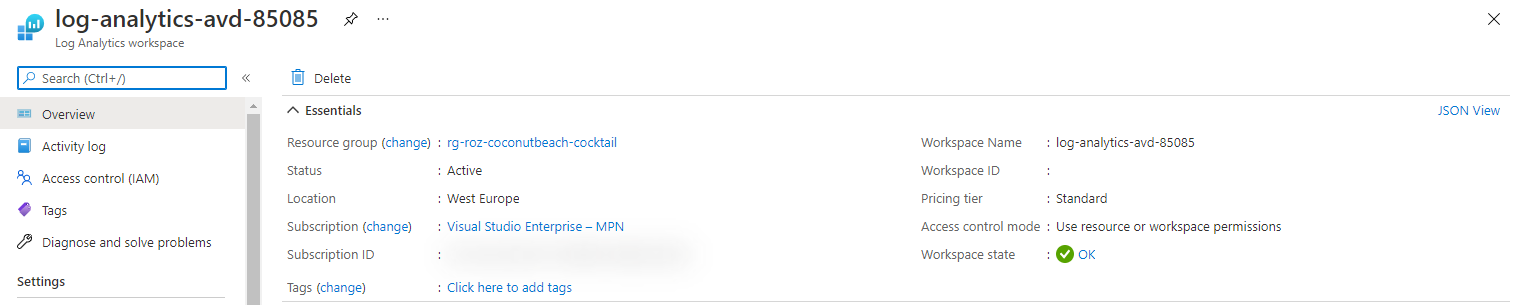 log-analytics-avd-85085
Log Analytics workspace
Search (Ctrl+/)
Overview
Activity log
Access control (IAM)
Tags
Diagnose and solve problems
Settings
Delete
Essentials
JSON View
Resource group (change) : rg-roz-coconutbeach-cocktail
Status : Active
Location : West Europe
Subscription (change) : Visual Studio Enterprise – MPN
Subscription ID :
Tags (change) : Click here to add tags
Workspace Name : log-analytics-avd-85085
Workspace ID :
Pricing tier : Standard
Access control mode : Use resource or workspace permissions
Workspace state : OK